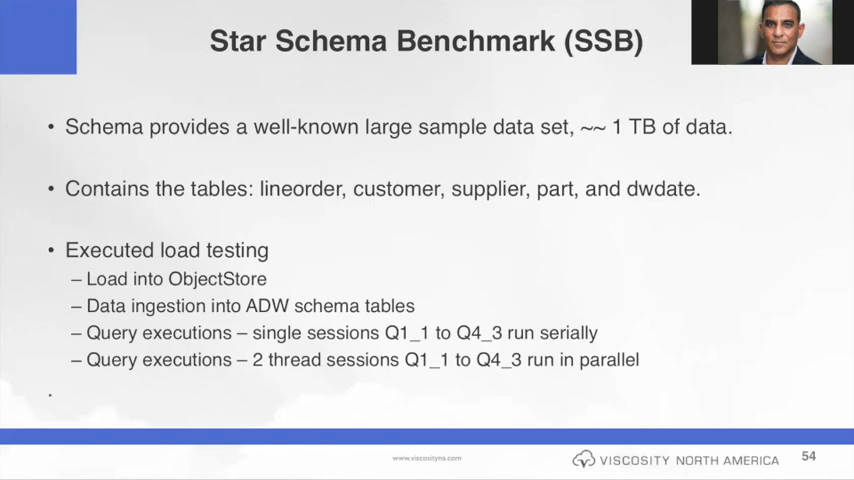 Star Schema Benchmark (SSB)
• Schema provides a well-known large sample data set, ~~ 1 TB of data.
• Contains the tables: lineorder, customer, supplier, part, and dwdate.
• Executed load testing
– Load into ObjectStore
– Data ingestion into ADW schema tables
– Query executions – single sessions Q1_1 to Q4_3 run serially
– Query executions – 2 thread sessions Q1_1 to Q4_3 run in parallel
.
www.viscosityna.com
VISCOSITY NORTH AMERICA
54